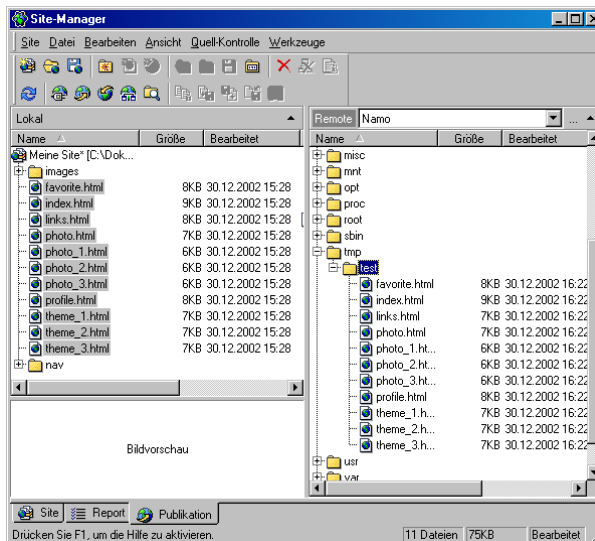 Site-Manager
Site Datei Bearbeiten Ansicht Quell-Kontrolle Werkzeuge
Lokal
Name Größe Bearbeitet
Meine Site* [C:\Dok...
images
favorite.html 8KB 30.12.2002 15:28
index.html 9KB 30.12.2002 15:28
links.html 8KB 30.12.2002 15:28
photo.html 7KB 30.12.2002 15:28
photo_1.html 6KB 30.12.2002 15:28
photo_2.html 6KB 30.12.2002 15:28
photo_3.html 6KB 30.12.2002 15:28
profile.html 8KB 30.12.2002 15:28
theme_1.html 7KB 30.12.2002 15:28
theme_2.html 7KB 30.12.2002 15:28
theme_3.html 7KB 30.12.2002 15:28
nav
Bildvorschau
Remote Namo ...
Name Größe Bearbeitet
misc
mnt
opt
proc
root
sbin
tmp
test
favorite.html 8KB 30.12.2002 16:22
index.html 9KB 30.12.2002 16:22
links.html 7KB 30.12.2002 16:22
photo.html 7KB 30.12.2002 16:22
photo_1.ht... 6KB 30.12.2002 16:22
photo_2.ht... 6KB 30.12.2002 16:22
photo_3.ht... 6KB 30.12.2002 16:22
profile.html 8KB 30.12.2002 16:22
theme_1.h... 7KB 30.12.2002 16:22
theme_2.h... 7KB 30.12.2002 16:22
theme_3.h... 7KB 30.12.2002 16:22
usr
var
Site Report Publikation
Drücken Sie F1, um die Hilfe zu aktivieren. 11 Dateien 75KB Bearbeitet